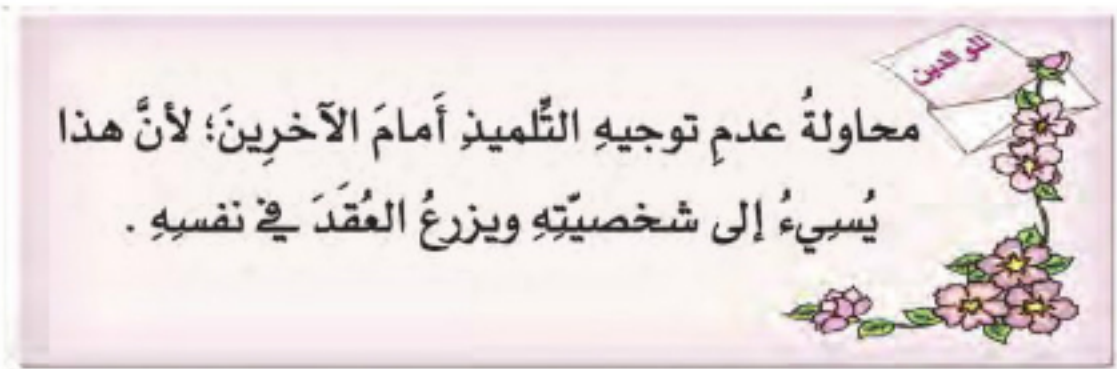 للوالدين
محاولةُ عدمِ توجيهِ التِّلميذِ أَمامَ الآخرِينَ؛ لأنَّ هذا
يُسِيءُ إلى شخصيّتِهِ ويزرعُ العُقَدَ في نفسِهِ .